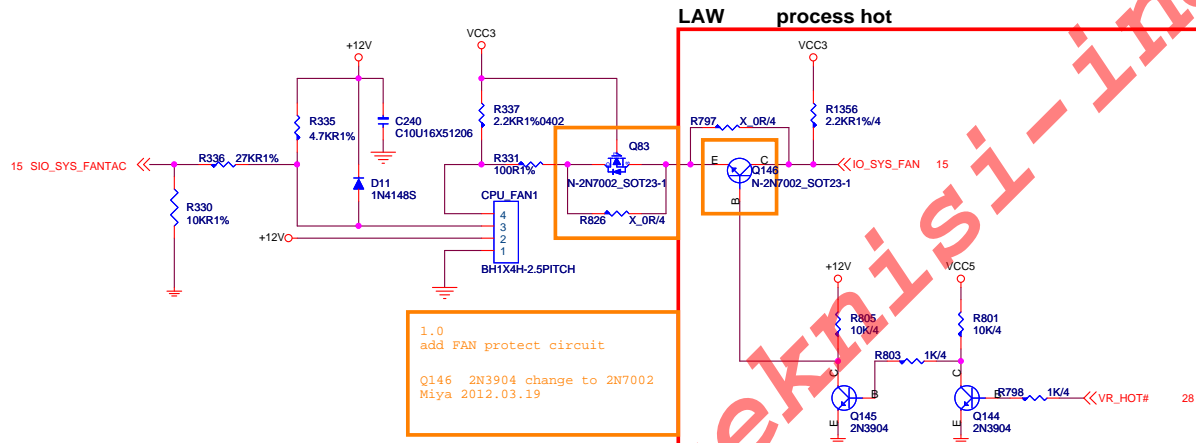 LAW process hot
+12V
VCC3
VCC3
R335
4.7KR1%
C240
C10U16X51206
R337
2.2KR1%0402
R797
X_0R/4
R1356
2.2KR1%/4
Q83
N-2N7002_SOT23-1
15 SIO_SYS_FANTAC
R336
27KR1%
R331
100R1%
E
C
Q146
N-2N7002_SOT23-1
B
IO_SYS_FAN 15
D11
1N4148S
R330
10KR1%
CPU_FAN1
4
3
2
1
BH1X4H-2.5PITCH
R826
X_0R/4
+12V
+12V
VCC5
R805
10K/4
R801
10K/4
1.0
add FAN protect circuit
Q146 2N3904 change to 2N7002
Miya 2012.03.19
R803
1K/4
C
B
E
Q145
2N3904
C
B
E
Q144
2N3904
R798
1K/4
VR_HOT# 28
teknisi-in